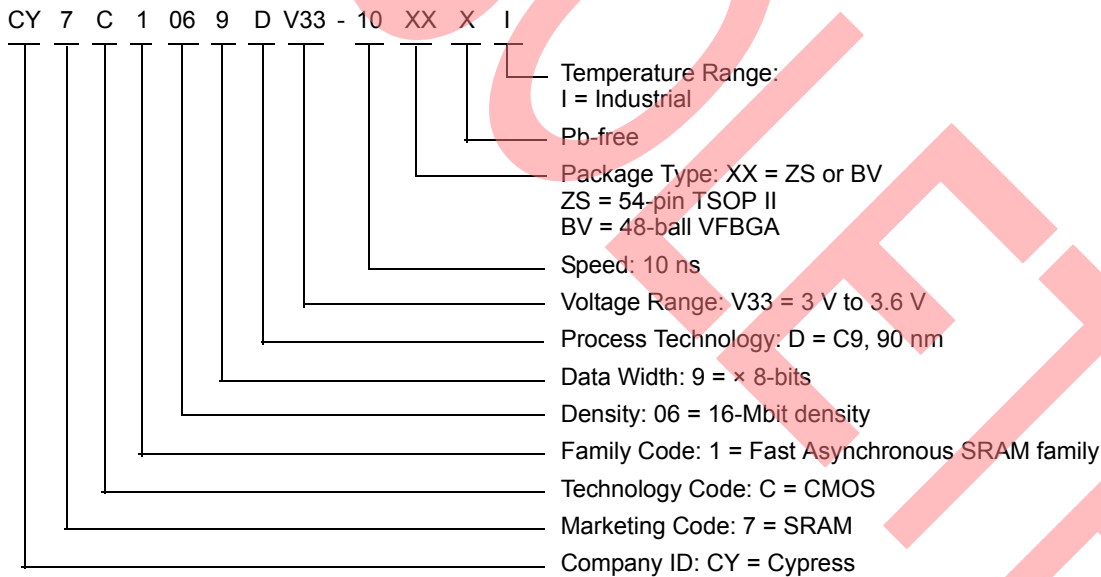 CY 7 C 1 06 9 D V33 - 10 XX X I
Temperature Range:
I = Industrial
Pb-free
Package Type: XX = ZS or BV
ZS = 54-pin TSOP II
BV = 48-ball VFBGA
Speed: 10 ns
Voltage Range: V33 = 3 V to 3.6 V
Process Technology: D = C9, 90 nm
Data Width: 9 = × 8-bits
Density: 06 = 16-Mbit density
Family Code: 1 = Fast Asynchronous SRAM family
Technology Code: C = CMOS
Marketing Code: 7 = SRAM
Company ID: CY = Cypress